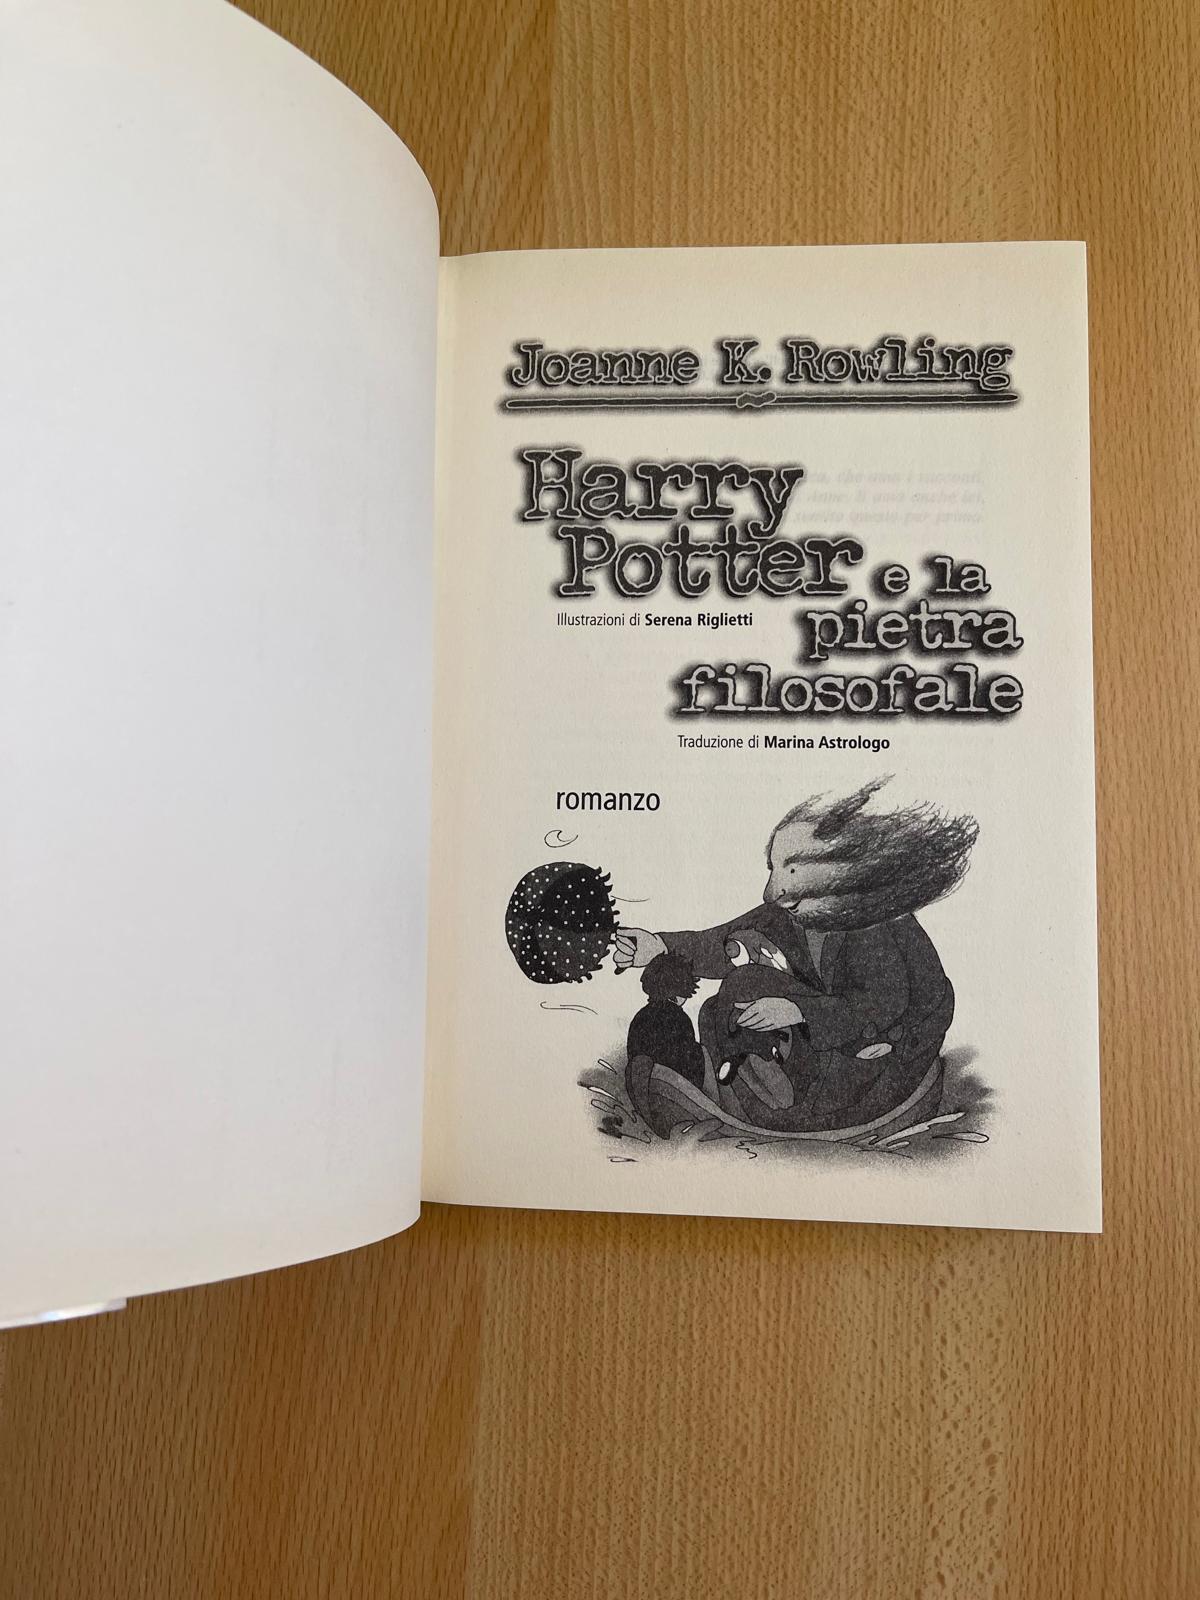 Joanne K. Rowling
Harry
Potter e la
Illustrazioni di Serena Riglietti
pietra
filosofale
Traduzione di Marina Astrologo
romanzo